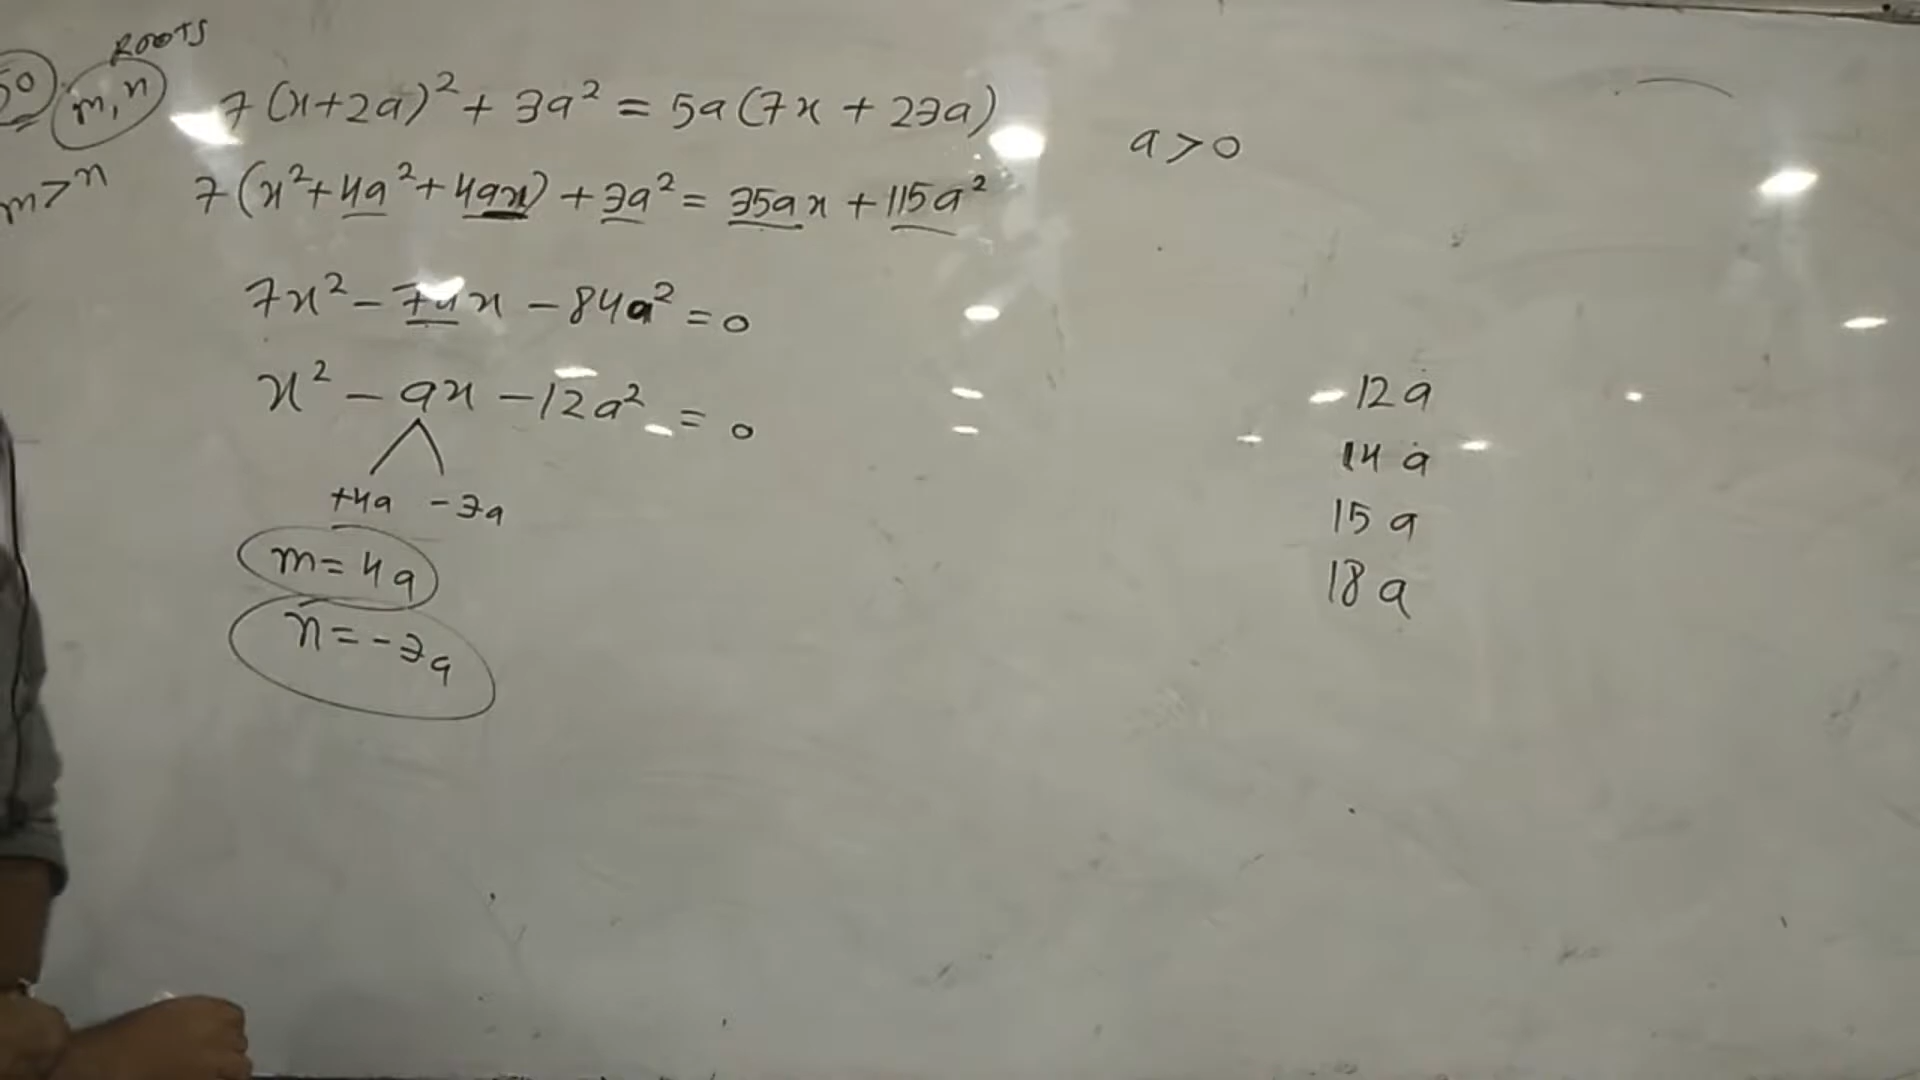 ROOTS
50 m, n 7(x+2a)² + 3a² = 5a(7x + 23a) a > 0
m > n 7(x²+4a²+4ax) + 3a² = 35ax + 115a²
7x² - 7ax - 84a² = 0
x² - ax - 12a² = 0
+4a -3a
m = 4a
n = -3a
12a
14a
15a
18a